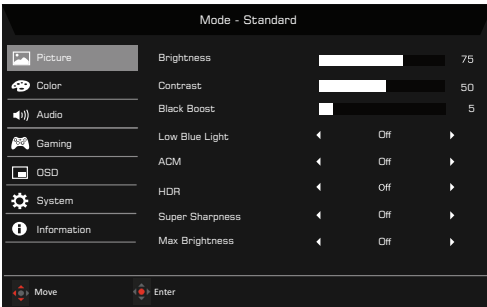 Mode - Standard
Picture
Color
Audio
Gaming
OSD
System
Information
Brightness 75
Contrast 50
Black Boost 5
Low Blue Light Off
ACM Off
HDR Off
Super Sharpness Off
Max Brightness Off
Move Enter